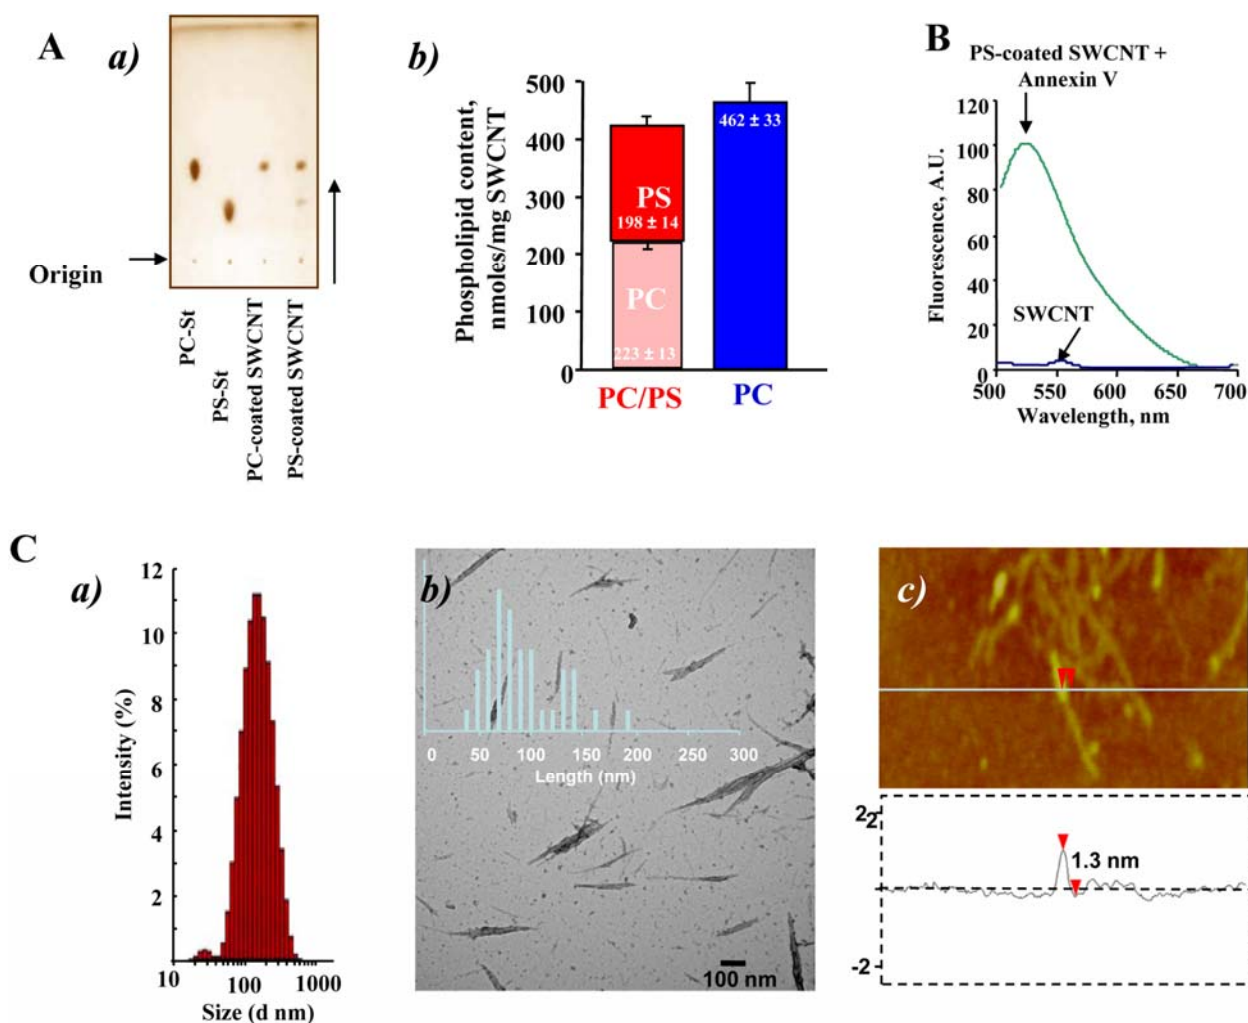 A
a)
Origin
PC-St
PS-St
PC-coated SWCNT
PS-coated SWCNT
b)
Phospholipid content,
nmoles/mg SWCNT
500
400
300
200
100
0
462 ± 33
PS
198 ± 14
PC
223 ± 13
PC/PS
PC
B
PS-coated SWCNT +
Annexin V
Fluorescence, A.U.
120
100
80
60
40
20
0
SWCNT
500 550 600 650 700
Wavelength, nm
C
a)
Intensity (%)
12
10
8
6
4
2
10 100 1000
Size (d nm)
b)
0 50 100 150 200 250 300
Length (nm)
100 nm
c)
2
2
1.3 nm
-2